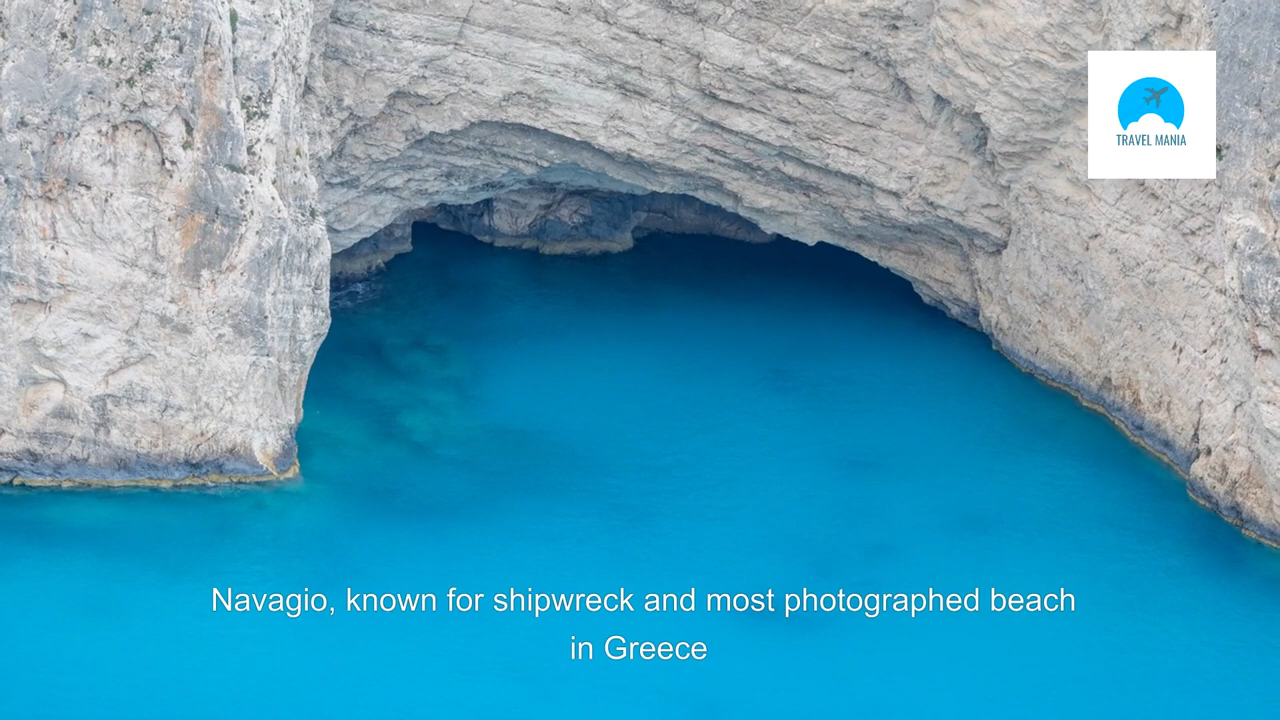 TRAVEL MANIA
Navagio, known for shipwreck and most photographed beach
in Greece